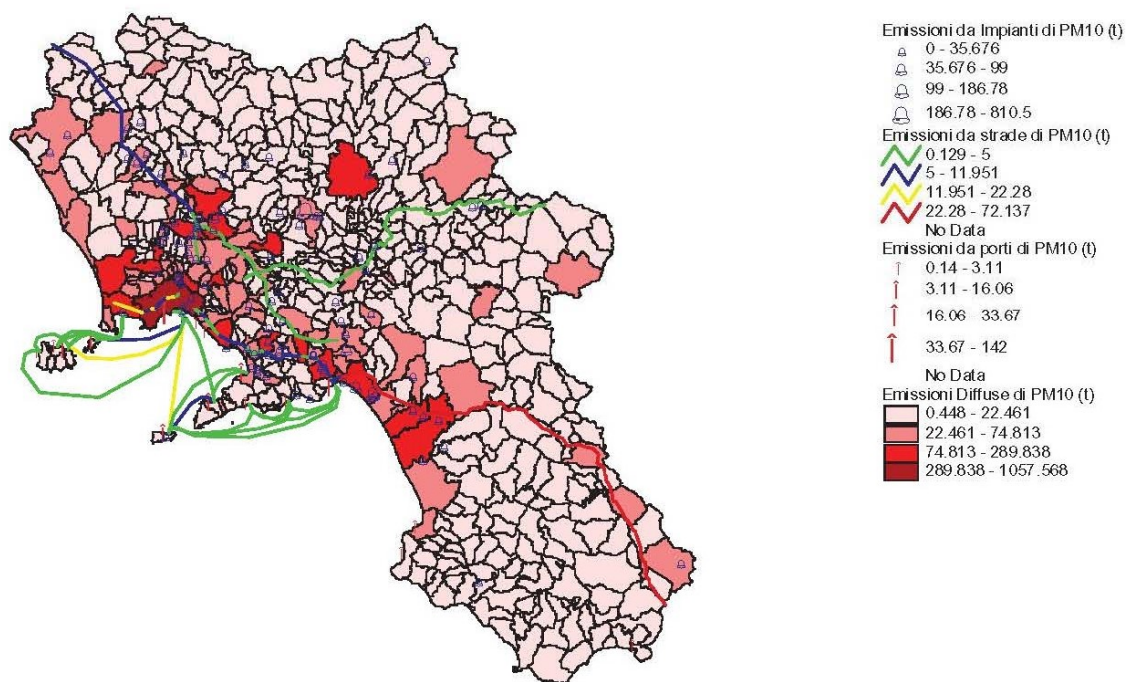 Emissioni da Impianti di PM10 (t)
0 - 35.676
35.676 - 99
99 - 186.78
186.78 - 810.5
Emissioni da strade di PM10 (t)
0.129 - 5
5 - 11.951
11.951 - 22.28
22.28 - 72.137
No Data
Emissioni da porti di PM10 (t)
0.14 - 3.11
3.11 - 16.06
16.06 - 33.67
33.67 - 142
No Data
Emissioni Diffuse di PM10 (t)
0.448 - 22.461
22.461 - 74.813
74.813 - 289.838
289.838 - 1057.568